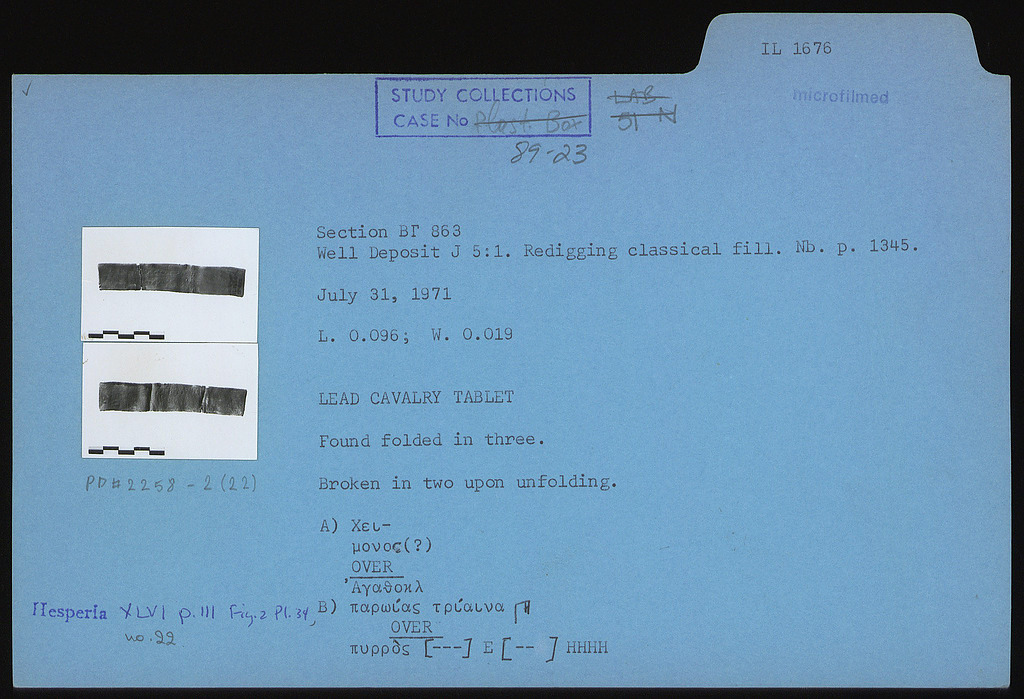 IL 1676
microfilmed
STUDY COLLECTIONS
CASE No Plast. Box
LAB
51 N
89-23
Section ΒΓ 863
Well Deposit J 5:1. Redigging classical fill. Nb. p. 1345.
July 31, 1971
L. 0.096; W. 0.019
LEAD CAVALRY TABLET
Found folded in three.
Broken in two upon unfolding.
PD# 2258 - 2 (22)
A) Χει-
μονος(?)
OVER
Ἀγαθοκλ
B) παρωίας τρίαινα
OVER
πυρρὸς [---] E [-- ] HHHH
Hesperia XLVI p. 111 Fig. 2 Pl. 34,
no. 22